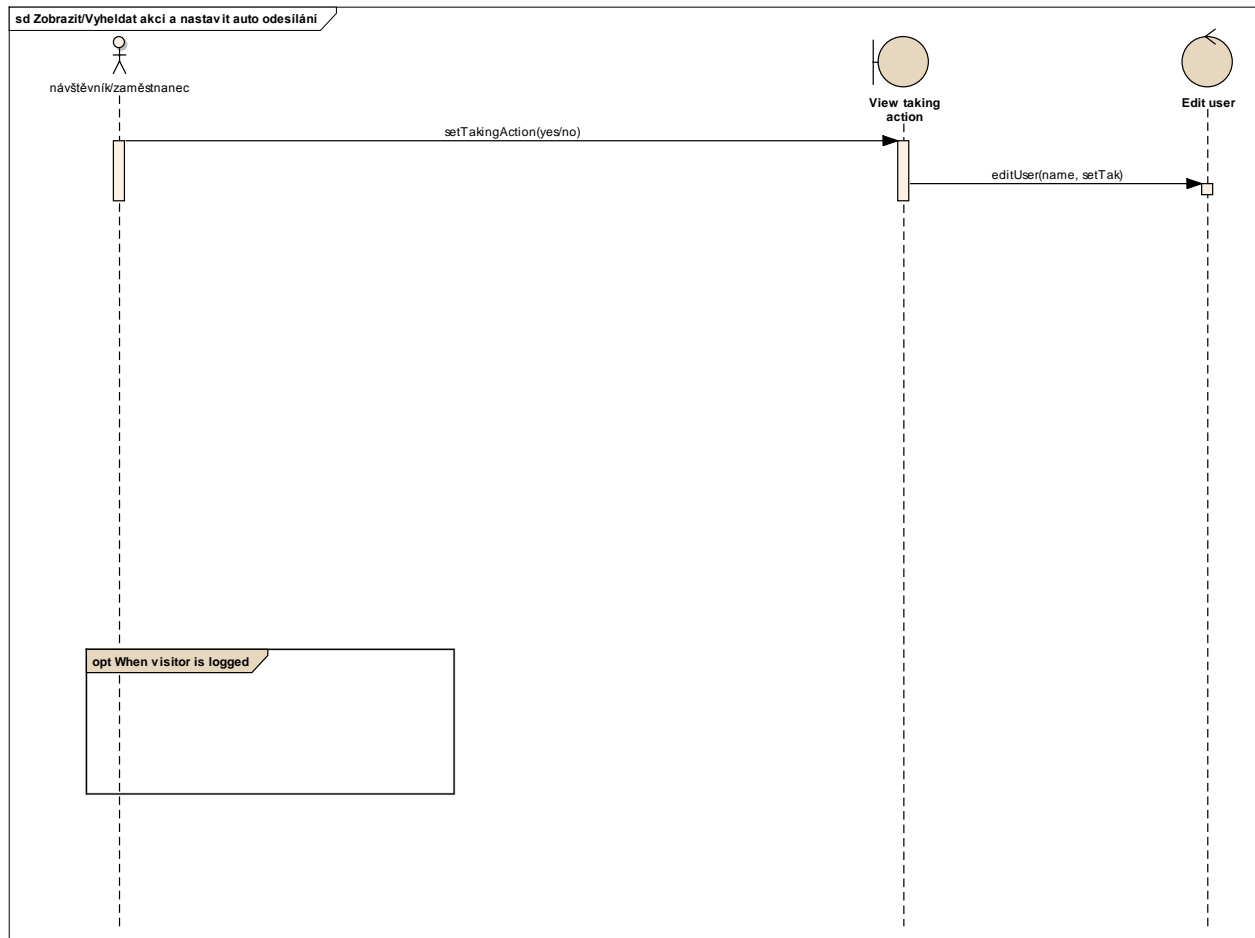 sd Zobrazit/Vyheldat akci a nastavit auto odesílání
návštěvník/zaměstnanec
View taking
action
Edit user
setTakingAction(yes/no)
editUser(name, setTak)
opt When visitor is logged